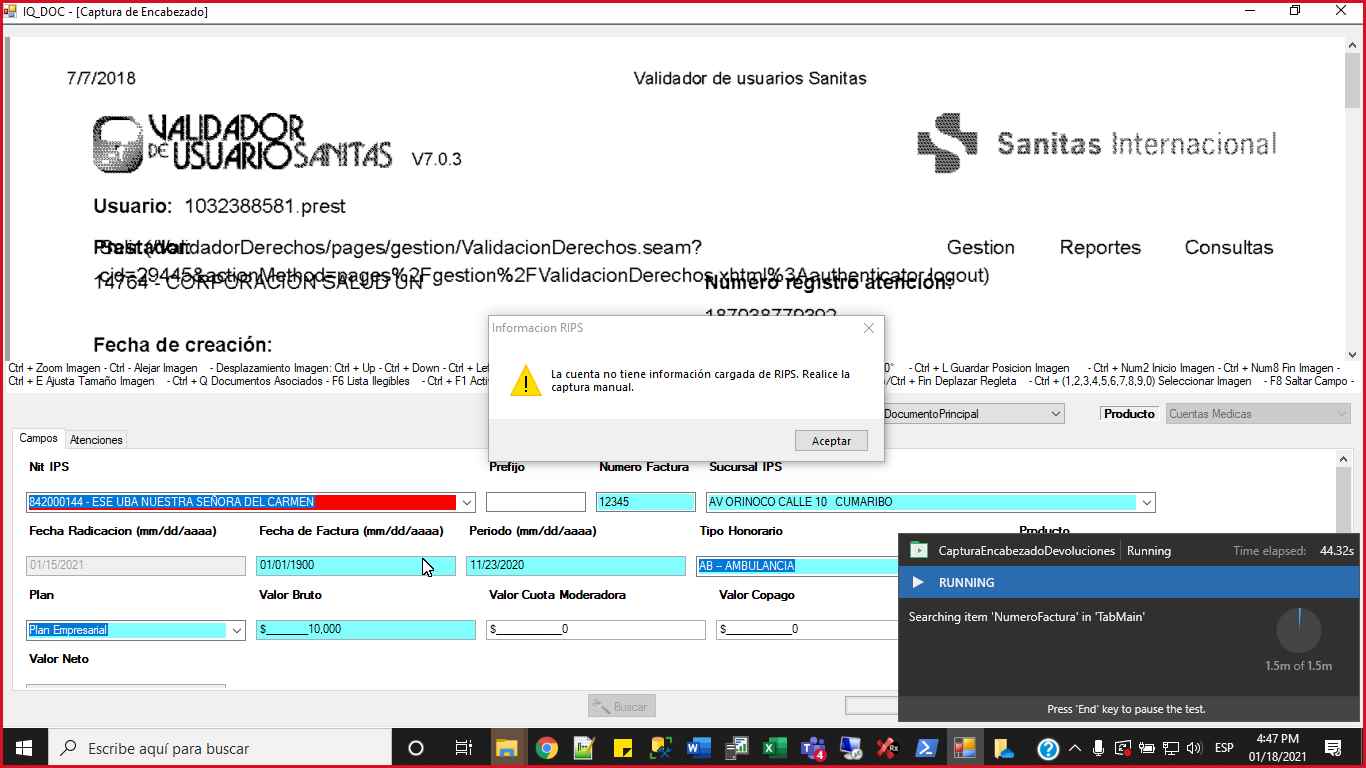 IQ_DOC - [Captura de Encabezado]
7/7/2018
Validador de usuarios Sanitas
VALIDADOR
DE USUARIO SANITAS V7.0.3
Sanitas Internacional
Usuario: 1032388581.prest
Prestador:
(/ValidadorDerechos/pages/gestion/ValidacionDerechos.seam?
Gestion Reportes Consultas
cid=29445&actionMethod=pages%2Fgestion%2FValidacionDerechos.xhtml%3Aauthenticator.logout)
14764 - CORPORACION SALUD UN
Número registro atención:
187938779392
Fecha de creación:
Informacion RIPS
La cuenta no tiene información cargada de RIPS. Realice la
captura manual.
Aceptar
Ctrl + Zoom Imagen - Ctrl - Alejar Imagen - Desplazamiento Imagen: Ctrl + Up - Ctrl + Down - Ctrl + Lef
0° - Ctrl + L Guardar Posicion Imagen - Ctrl + Num2 Inicio Imagen - Ctrl + Num8 Fin Imagen -
Ctrl + E Ajusta Tamaño Imagen - Ctrl + Q Documentos Asociados - F6 Lista Ilegibles - Ctrl + F1 Acti
/Ctrl + Fin Deplazar Regleta - Ctrl + (1,2,3,4,5,6,7,8,9,0) Seleccionar Imagen - F8 Saltar Campo -
DocumentoPrincipal
Producto
Cuentas Medicas
Campos Atenciones
Nit IPS
Prefijo
Numero Factura
Sucursal IPS
842000144 - ESE UBA NUESTRA SEÑORA DEL CARMEN
12345
AV ORINOCO CALLE 10 CUMARIBO
Fecha Radicacion (mm/dd/aaaa)
Fecha de Factura (mm/dd/aaaa)
Periodo (mm/dd/aaaa)
Tipo Honorario
Producto
01/15/2021
01/01/1900
11/23/2020
AB -- AMBULANCIA
Plan
Valor Bruto
Valor Cuota Moderadora
Valor Copago
Plan Empresarial
$________10,000
$____________0
$____________0
Valor Neto
Buscar
CapturaEncabezadoDevoluciones Running
Time elapsed: 44.32s
RUNNING
Searching item 'NumeroFactura' in 'TabMain'
1.5m of 1.5m
Press 'End' key to pause the test.
Escribe aquí para buscar
4
ESP
4:47 PM
01/18/2021